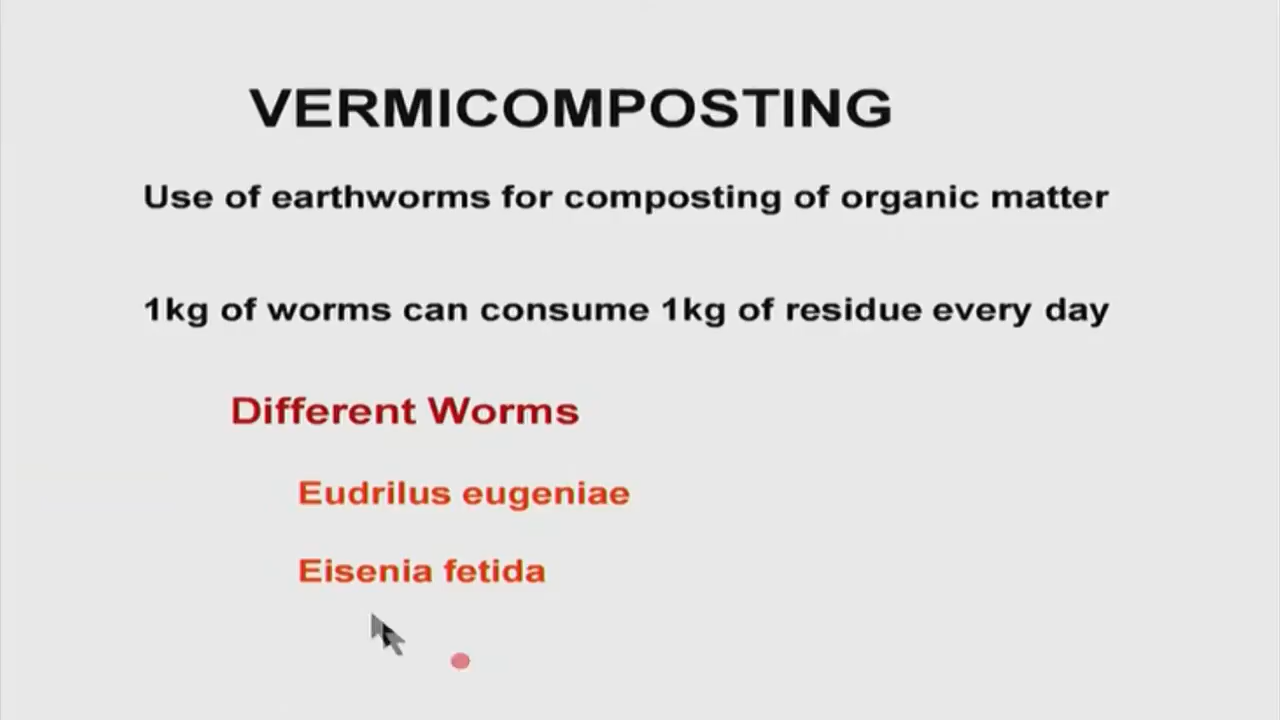 VERMICOMPOSTING
Use of earthworms for composting of organic matter
1kg of worms can consume 1kg of residue every day
Different Worms
Eudrilus eugeniae
Eisenia fetida